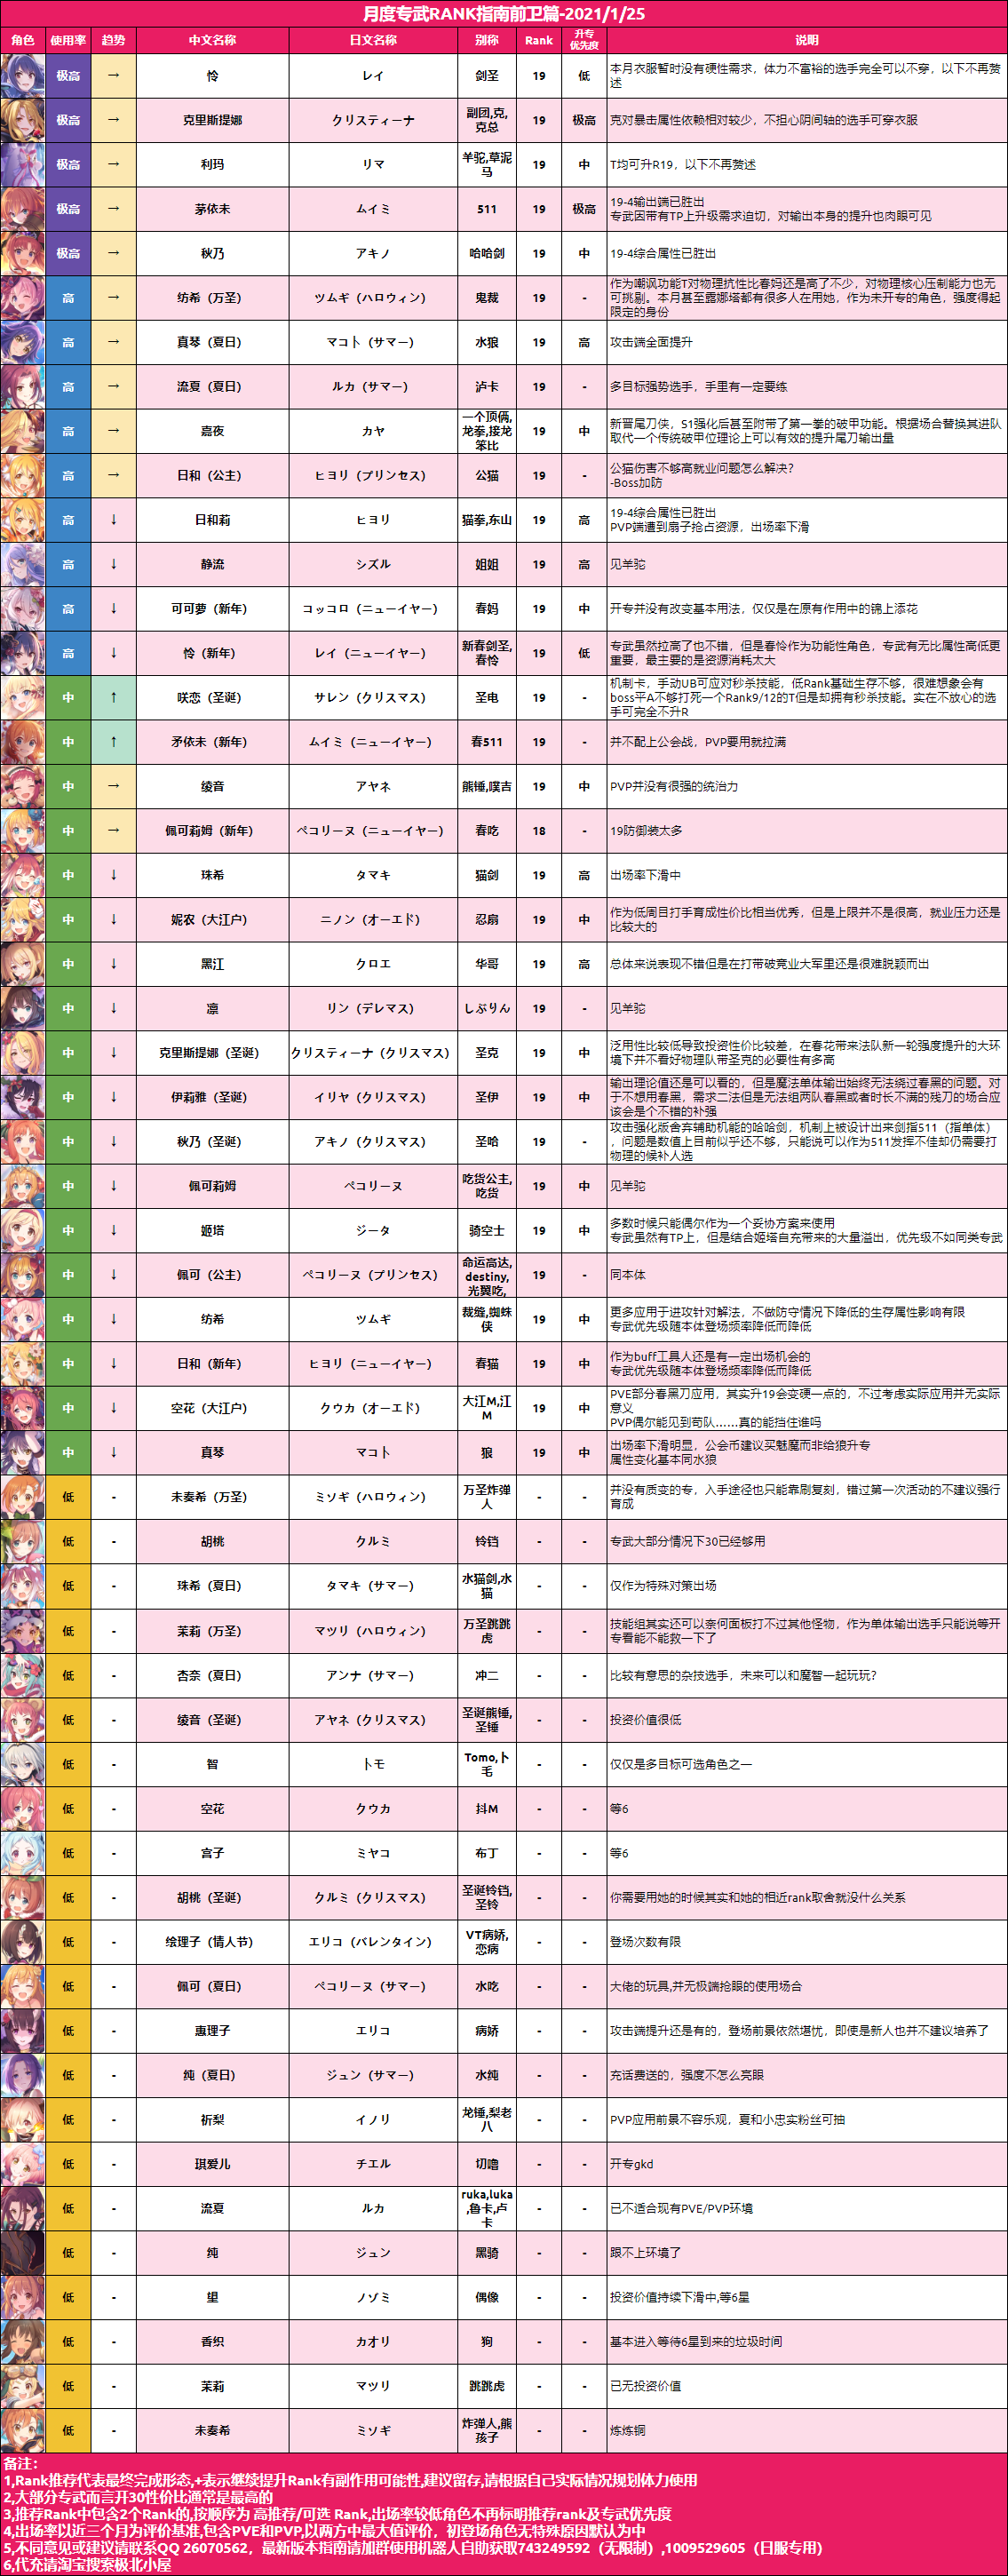 月度专武RANK指南前卫篇-2021/1/25
角色 使用率 趋势 中文名称 日文名称 别称 Rank 升专优先度 说明
极高 → 怜 レイ 剑圣 19 低 本月衣服暂时没有硬性需求，体力不富裕的选手完全可以不穿，以下不再赘述
极高 → 克里斯提娜 クリスティーナ 副团,克,克总 19 极高 克对暴击属性依赖相对较少，不担心阴间轴的选手可穿衣服
极高 → 利玛 リマ 羊驼,草泥马 19 中 T均可升R19，以下不再赘述
极高 → 茅依未 ムイミ 511 19 极高 19-4输出端已胜出
专武因带有TP上升级需求迫切，对输出本身的提升也肉眼可见
极高 → 秋乃 アキノ 哈哈剑 19 中 19-4综合属性已胜出
高 → 纺希（万圣） ツムギ（ハロウィン） 鬼裁 19 - 作为嘲讽功能T对物理抗性比春妈还是高了不少，对物理核心压制能力也无可挑剔。本月甚至露娜塔都有很多人在用她，作为未开专的角色，强度得起限定的身份
高 → 真琴（夏日） マコト（サマー） 水狼 19 高 攻击端全面提升
高 → 流夏（夏日） ルカ（サマー） 泸卡 19 - 多目标强势选手，手里有一定要练
高 → 嘉夜 カヤ 一个顶俩,龙拳,接龙笨比 19 中 新晋尾刀侠，S1强化后甚至附带了第一拳的破甲功能。根据场合替换其进队取代一个传统破甲位理论上可以有效的提升尾刀输出量
高 → 日和（公主） ヒヨリ（プリンセス） 公猫 19 - 公猫伤害不够高就业问题怎么解决？
-Boss加防
高 ↓ 日和莉 ヒヨリ 猫拳,东山 19 高 19-4综合属性已胜出
PVP端遭到扇子抢占资源，出场率下滑
高 ↓ 静流 シズル 姐姐 19 高 见羊驼
高 ↓ 可可萝（新年） コッコロ（ニューイヤー） 春妈 19 中 开专并没有改变基本用法，仅仅是在原有作用中的锦上添花
高 ↓ 怜（新年） レイ（ニューイヤー） 新春剑圣,春怜 19 低 专武虽然拉高了也不错，但是春怜作为功能性角色，专武有无比属性高低更重要，最主要的是资源消耗太大
中 ↑ 咲恋（圣诞） サレン（クリスマス） 圣电 19 - 机制卡，手动UB可应对秒杀技能，低Rank基础生存不够，很难想象会有boss平A不够打死一个Rank9/12的T但是却拥有秒杀技能。实在不放心的选手可完全不升R
中 ↑ 矛依未（新年） ムイミ（ニューイヤー） 春511 19 - 并不配上公会战，PVP要用就拉满
中 → 绫音 アヤネ 熊锤,噗吉 19 中 PVP并没有很强的统治力
中 → 佩可莉姆（新年） ペコリーヌ（ニューイヤー） 春吃 18 - 19防御装太多
中 ↓ 珠希 タマキ 猫剑 19 高 出场率下滑中
中 ↓ 妮农（大江户） ニノン（オーエド） 忍扇 19 中 作为低周目打手育成性价比相当优秀，但是上限并不是很高，就业压力还是比较大的
中 ↓ 黑江 クロエ 华哥 19 高 总体来说表现不错但是在打带破竞业大军里还是很难脱颖而出
中 ↓ 凛 リン（デレマス） しぶりん 19 - 见羊驼
中 ↓ 克里斯提娜（圣诞） クリスティーナ（クリスマス） 圣克 19 中 泛用性比较低导致投资性价比较差，在春花带来法队新一轮强度提升的大环境下并不看好物理队带圣克的必要性有多高
中 ↓ 伊莉雅（圣诞） イリヤ（クリスマス） 圣伊 19 中 输出理论值还是可以看的，但是魔法单体输出始终无法绕过春黑的问题。对于不想用春黑，需求二法但是无法组两队春黑或者时长不满的残刀的场合应该会是个不错的补强
中 ↓ 秋乃（圣诞） アキノ（クリスマス） 圣哈 19 - 攻击强化版舍弃辅助机能的哈哈剑，机制上被设计出来剑指511（指单体），问题是数值上目前似乎还不够，只能说可以作为511发挥不佳却仍需要打物理的候补人选
中 ↓ 佩可莉姆 ペコリーヌ 吃货公主,吃货 19 中 见羊驼
中 ↓ 姬塔 ジータ 骑空士 19 中 多数时候只能偶尔作为一个妥协方案来使用
专武虽然有TP上，但是结合姬塔自充带来的大量溢出，优先级不如同类专武
中 ↓ 佩可（公主） ペコリーヌ（プリンセス） 命运高达,destiny,光翼吃, 19 - 同本体
中 ↓ 纺希 ツムギ 裁缝,蜘蛛侠 19 中 更多应用于进攻针对解法，不做防守情况下降低的生存属性影响有限
专武优先级随本体登场频率降低而降低
中 ↓ 日和（新年） ヒヨリ（ニューイヤー） 春猫 19 中 作为buff工具人还是有一定出场机会的
专武优先级随本体登场频率降低而降低
中 ↓ 空花（大江户） クウカ（オーエド） 大江M,江M 19 中 PVE部分春黑刀应用，其实升19会变硬一点的，不过考虑实际应用并无实际意义
PVP偶尔能见到苟队……真的能挡住谁吗
中 ↓ 真琴 マコト 狼 19 中 出场率下滑明显，公会币建议买魅魔而非给狼升专
属性变化基本同水狼
低 - 未奏希（万圣） ミソギ（ハロウィン） 万圣炸弹人 - - 并没有质变的专，入手途径也只能靠刷复刻，错过第一次活动的不建议强行育成
低 - 胡桃 クルミ 铃铛 - - 专武大部分情况下30已经够用
低 - 珠希（夏日） タマキ（サマー） 水猫剑,水猫 - - 仅作为特殊对策出场
低 - 茉莉（万圣） マツリ（ハロウィン） 万圣跳跳虎 - - 技能组其实还可以奈何面板打不过其他怪物，作为单体输出选手只能说等开专看能不能救一下了
低 - 杏奈（夏日） アンナ（サマー） 冲二 - - 比较有意思的杂技选手，未来可以和魔智一起玩玩？
低 - 绫音（圣诞） アヤネ（クリスマス） 圣诞熊锤,圣锤 - - 投资价值很低
低 - 智 トモ Tomo,卜毛 - - 仅仅是多目标可选角色之一
低 - 空花 クウカ 抖M - - 等6
低 - 宫子 ミヤコ 布丁 - - 等6
低 - 胡桃（圣诞） クルミ（クリスマス） 圣诞铃铛,圣铃 - - 你需要用她的时候其实和她的相近rank取舍就没什么关系
低 - 绘理子（情人节） エリコ（バレンタイン） VT病娇,恋病 - - 登场次数有限
低 - 佩可（夏日） ペコリーヌ（サマー） 水吃 - - 大佬的玩具,并无极端抢眼的使用场合
低 - 惠理子 エリコ 病娇 - - 攻击端提升还是有的，登场前景依然堪忧，即使是新人也并不建议培养了
低 - 纯（夏日） ジュン（サマー） 水纯 - - 充话费送的，强度不怎么亮眼
低 - 祈梨 イノリ 龙锤,梨老八 - - PVP应用前景不容乐观，夏和小忠实粉丝可抽
低 - 琪爱儿 チエル 切噜 - - 开专gkd
低 - 流夏 ルカ ruka,luka,鲁卡,卢卡 - - 已不适合现有PVE/PVP环境
低 - 纯 ジュン 黑骑 - - 跟不上环境了
低 - 望 ノゾミ 偶像 - - 投资价值持续下滑中,等6星
低 - 香织 カオリ 狗 - - 基本进入等待6星到来的垃圾时间
低 - 茉莉 マツリ 跳跳虎 - - 已无投资价值
低 - 未奏希 ミソギ 炸弹人,熊孩子 - - 炼炼铜
备注：
1,Rank推荐代表最终完成形态,+表示继续提升Rank有副作用可能性,建议留存,请根据自己实际情况规划体力使用
2,大部分专武而言开30性价比通常是最高的
3,推荐Rank中包含2个Rank的,按顺序为 高推荐/可选 Rank,出场率较低角色不再标明推荐rank及专武优先度
4,出场率以近三个月为评价基准,包含PVE和PVP,以两方中最大值评价，初登场角色无特殊原因默认为中
5,不同意见或建议请联系QQ 26070562，最新版本指南请加群使用机器人自助获取743249592（无限制）,1009529605（日服专用）
6,代充请淘宝搜索极北小屋